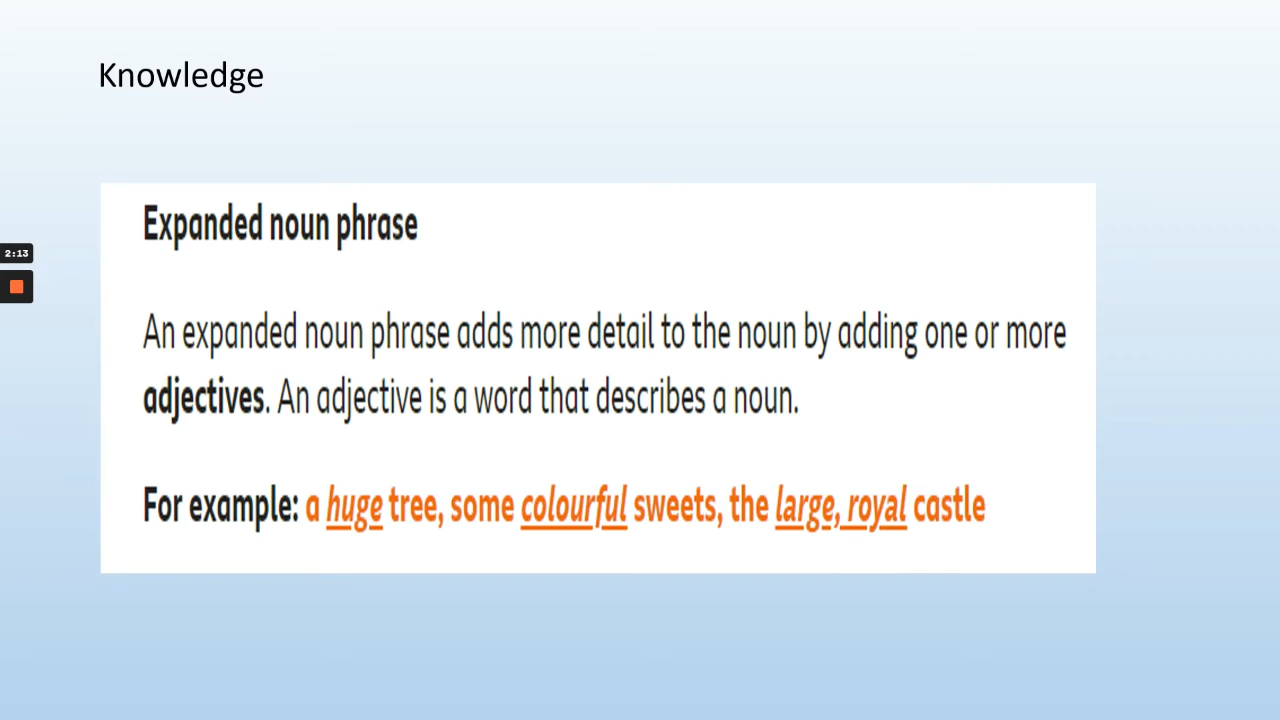 Knowledge
Expanded noun phrase
2:13
An expanded noun phrase adds more detail to the noun by adding one or more
adjectives. An adjective is a word that describes a noun.
For example: a huge tree, some colourful sweets, the large, royal castle